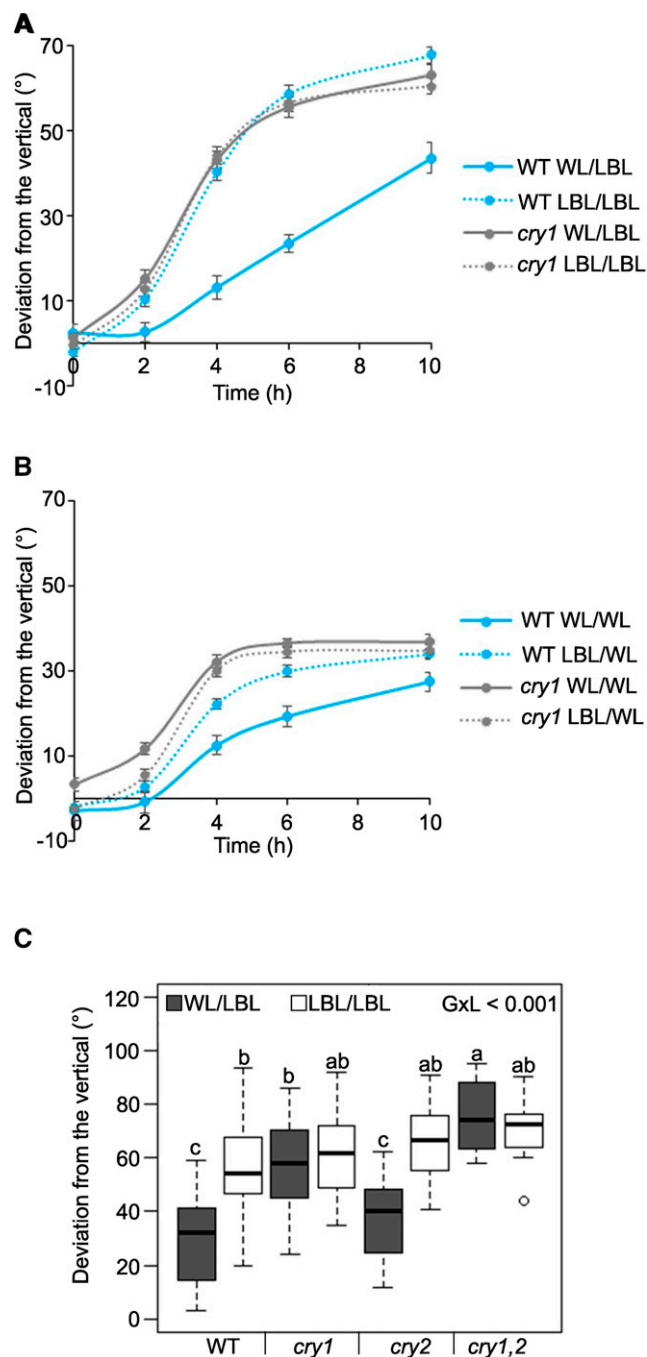 A
Deviation from the vertical (°)
70
50
30
10
-10
0 2 4 6 8 10
Time (h)
WT WL/LBL
WT LBL/LBL
cry1 WL/LBL
cry1 LBL/LBL
B
Deviation from the vertical (°)
70
50
30
10
-10
0 2 4 6 8 10
Time (h)
WT WL/WL
WT LBL/WL
cry1 WL/WL
cry1 LBL/WL
C
Deviation from the vertical (°)
120
100
80
60
40
20
0
WL/LBL LBL/LBL GxL < 0.001
c b b ab c ab a ab
WT cry1 cry2 cry1,2